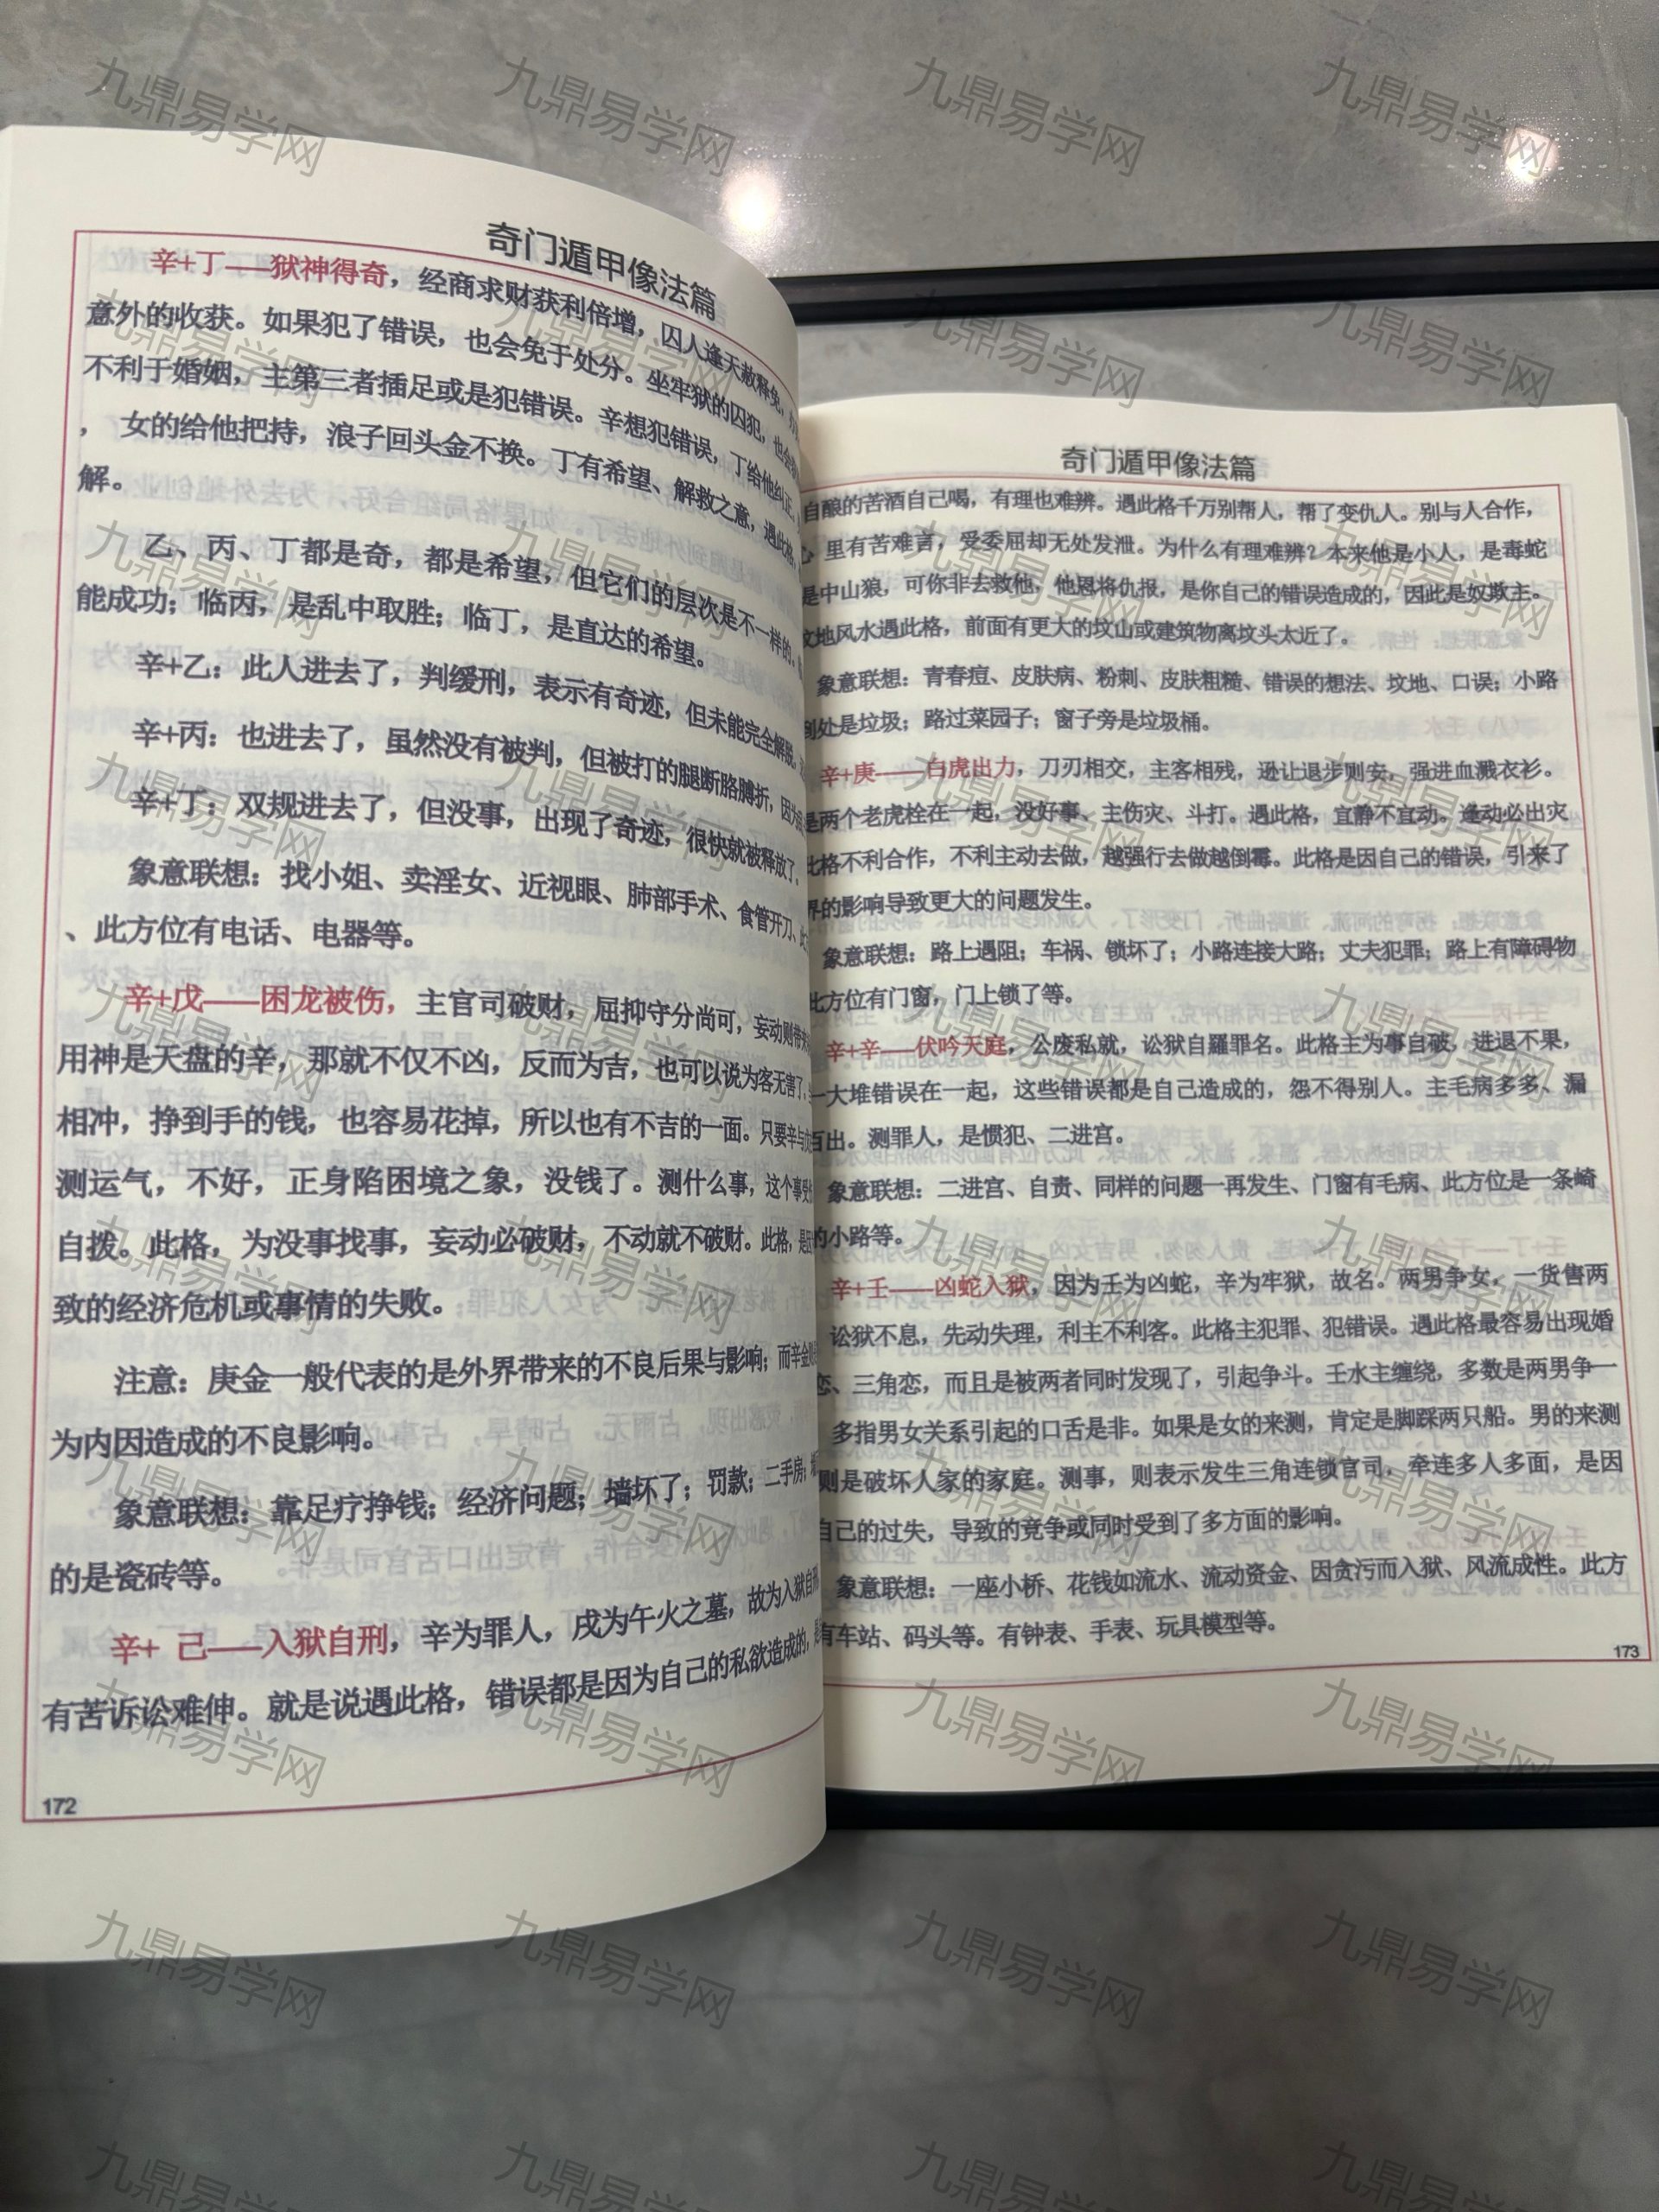 奇门遁甲像法篇
辛+丁——狱神得奇，经商求财获利倍增，囚人逢天赦释免，
意外的收获。如果犯了错误，也会免于处分。坐牢狱的囚犯，也会
不利于婚姻，主第三者插足或是犯错误。辛想犯错误，丁给他纠正，
，女的给他把持，浪子回头金不换。丁有希望、解救之意，遇此格，
解。
乙、丙、丁都是奇，都是希望，但它们的层次是不一样的。
能成功；临丙，是乱中取胜；临丁，是直达的希望。
辛+乙：此人进去了，判缓刑，表示有奇迹，但未能完全解脱。
辛+丙：也进去了，虽然没有被判，但被打的腿断胳膊折，因为
辛+丁：双规进去了，但没事，出现了奇迹，很快就被释放了。
象意联想：找小姐、卖淫女、近视眼、肺部手术、食管开刀、
、此方位有电话、电器等。
辛+戊——困龙被伤，主官司破财，屈抑守分尚可，妄动则带来
用神是天盘的辛，那就不仅不凶，反而为吉，也可以说为客无害了。
相冲，挣到手的钱，也容易花掉，所以也有不吉的一面。只要辛与戊
测运气，不好，正身陷困境之象，没钱了。测什么事，这个事受
自拨。此格，为没事找事，妄动必破财，不动就不破财。此格，是
致的经济危机或事情的失败。
注意：庚金一般代表的是外界带来的不良后果与影响；而辛金
为内因造成的不良影响。
象意联想：靠足疗挣钱；经济问题；墙坏了；罚款；二手房；
的是瓷砖等。
辛+ 己——入狱自刑，辛为罪人，戌为午火之墓，故为入狱自刑
有苦诉讼难伸。就是说遇此格，错误都是因为自己的私欲造成的，
172
奇门遁甲像法篇
自酿的苦酒自己喝，有理也难辨。遇此格千万别帮人，帮了变仇人。别与人合作，
心里有苦难言，受委屈却无处发泄。为什么有理难辨？本来他是小人，是毒蛇
是中山狼，可你非去救他，他恩将仇报，是你自己的错误造成的，因此是奴欺主。
坟地风水遇此格，前面有更大的坟山或建筑物离坟头太近了。
象意联想：青春痘、皮肤病、粉刺、皮肤粗糙、错误的想法、坟地、口误；小路
到处是垃圾；路过菜园子；窗子旁是垃圾桶。
辛+庚——白虎出力，刀刃相交，主客相残，逊让退步则安，强进血溅衣衫。
是两个老虎栓在一起，没好事、主伤灾、斗打。遇此格，宜静不宜动。逢动必出灾
此格不利合作，不利主动去做，越强行去做越倒霉。此格是因自己的错误，引来了
界的影响导致更大的问题发生。
象意联想：路上遇阻；车祸、锁坏了；小路连接大路；丈夫犯罪；路上有障碍物
此方位有门窗，门上锁了等。
辛+辛——伏吟天庭，公废私就，讼狱自羅罪名。此格主为事自破，进退不果，
一大堆错误在一起，这些错误都是自己造成的，怨不得别人。主毛病多多、漏
百出。测罪人，是惯犯、二进宫。
象意联想：二进宫、自责、同样的问题一再发生、门窗有毛病、此方位是一条崎
的小路等。
辛+壬——凶蛇入狱，因为壬为凶蛇，辛为牢狱，故名。两男争女，一货售两
讼狱不息，先动失理，利主不利客。此格主犯罪、犯错误。遇此格最容易出现婚
恋、三角恋，而且是被两者同时发现了，引起争斗。壬水主缠绕，多数是两男争一
多指男女关系引起的口舌是非。如果是女的来测，肯定是脚踩两只船。男的来测
则是破坏人家的家庭。测事，则表示发生三角连锁官司，牵连多人多面，是因
自己的过失，导致的竞争或同时受到了多方面的影响。
象意联想：一座小桥、花钱如流水、流动资金、因贪污而入狱、风流成性。此方
有车站、码头等。有钟表、手表、玩具模型等。
173